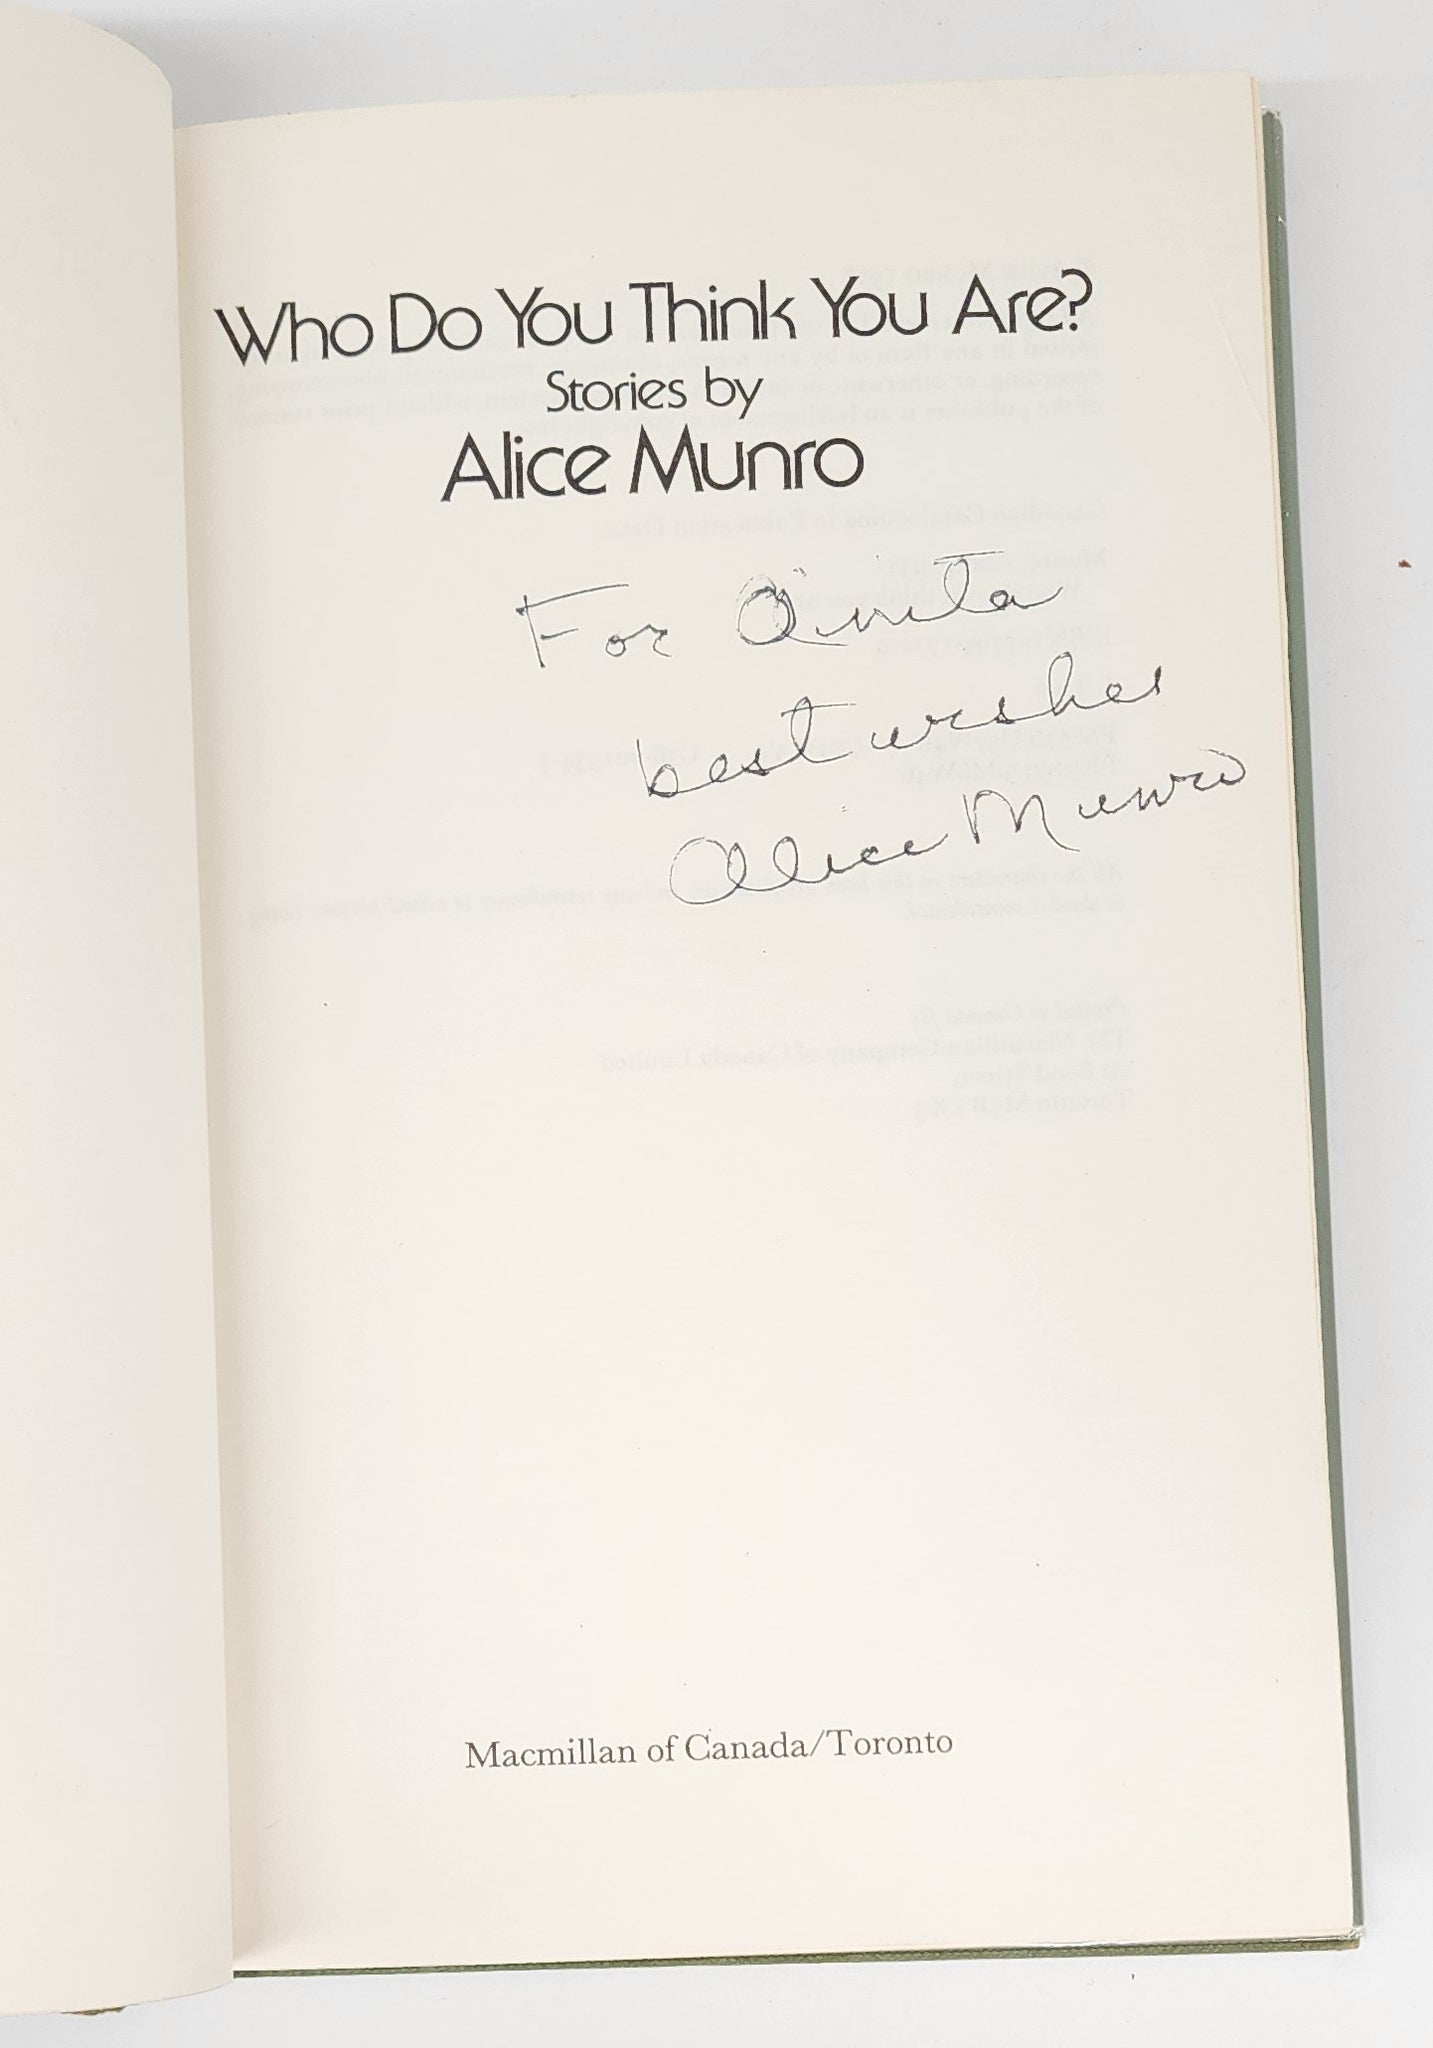 Who Do You Think You Are?
Stories by
Alice Munro
For Anita
best wishes
Alice Munro
Macmillan of Canada/Toronto